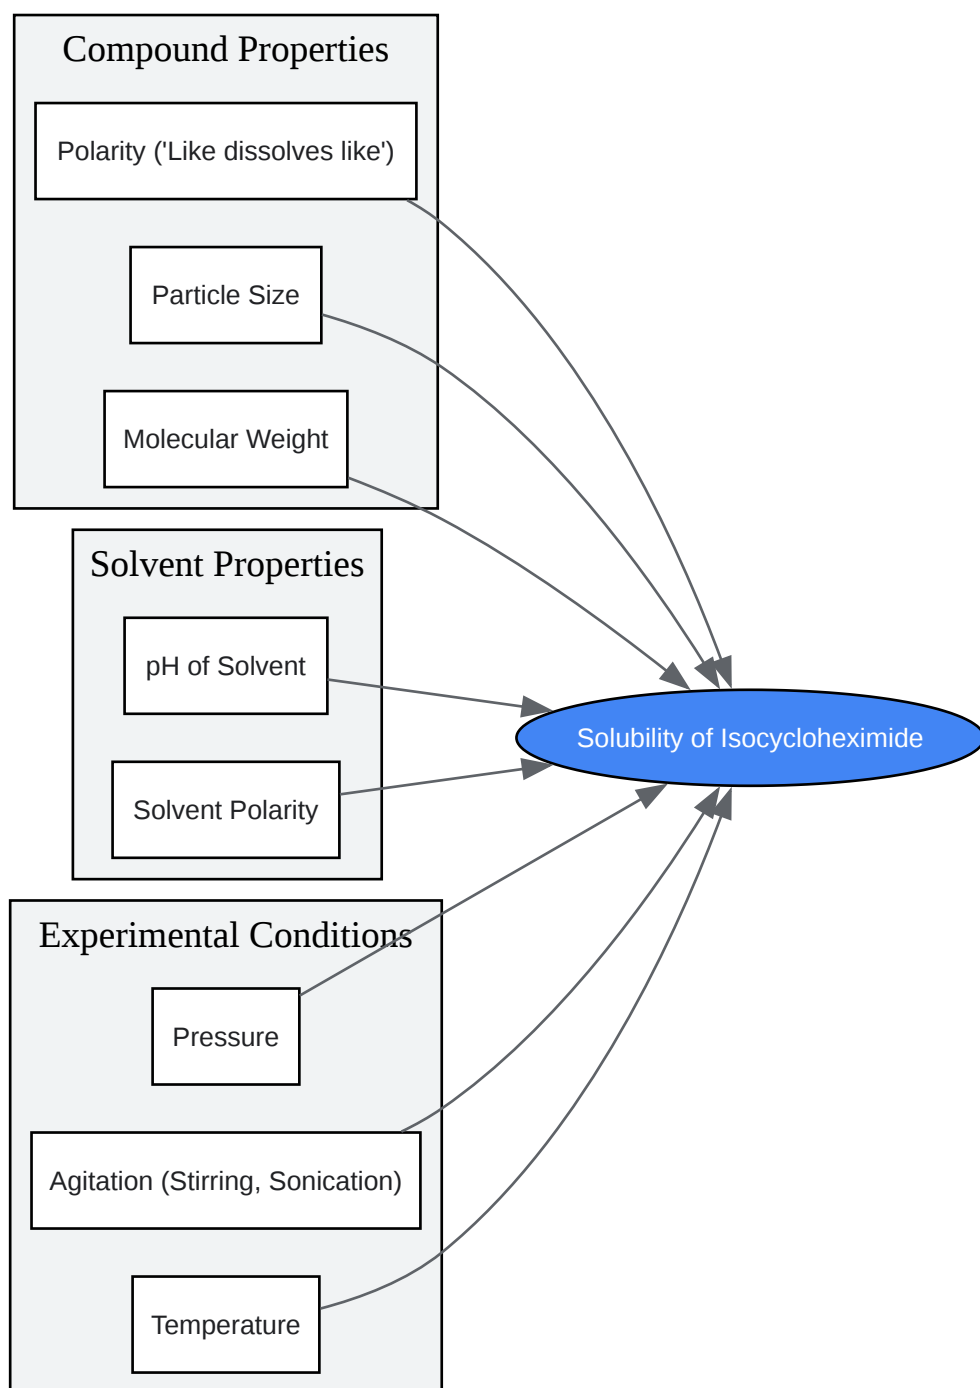 Compound Properties
Polarity ('Like dissolves like')
Particle Size
Molecular Weight
Solvent Properties
pH of Solvent
Solvent Polarity
Solubility of Isocycloheximide
Experimental Conditions
Pressure
Agitation (Stirring, Sonication)
Temperature